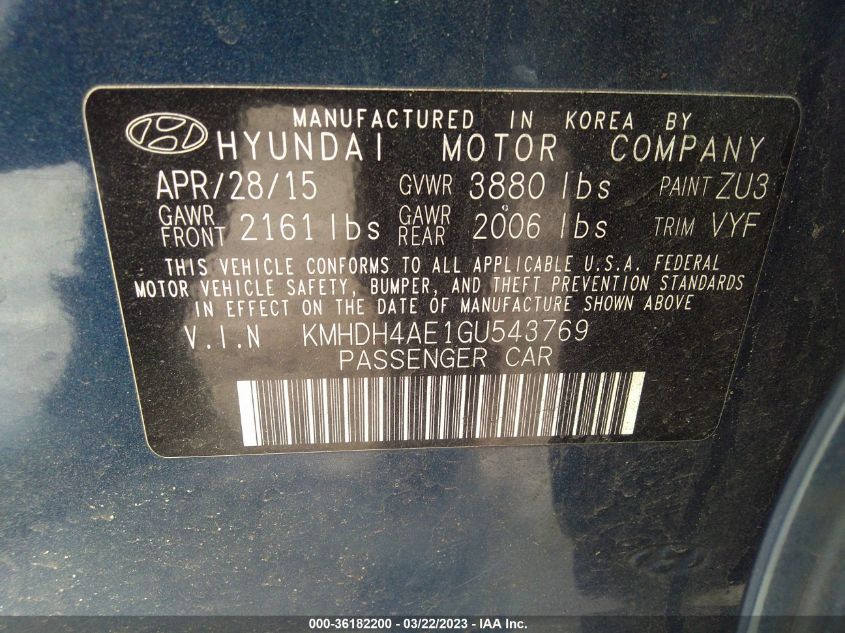 MANUFACTURED IN KOREA BY
HYUNDAI MOTOR COMPANY
APR/28/15 GVWR 3880 lbs PAINT ZU3
GAWR FRONT 2161 lbs GAWR REAR 2006 lbs TRIM VYF
THIS VEHICLE CONFORMS TO ALL APPLICABLE U.S.A. FEDERAL
MOTOR VEHICLE SAFETY, BUMPER, AND THEFT PREVENTION STANDARDS
IN EFFECT ON THE DATE OF MANUFACTURE SHOWN ABOVE
V.I.N KMHDH4AE1GU543769
PASSENGER CAR
000-36182200 - 03/22/2023 - IAA Inc.